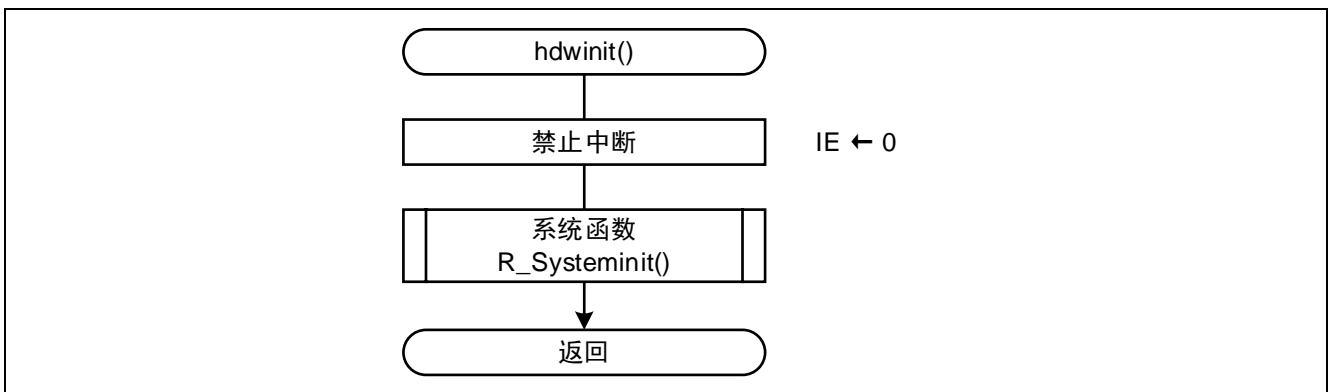 hdwinit()
禁止中断
IE ← 0
系统函数
R_Systeminit()
返回